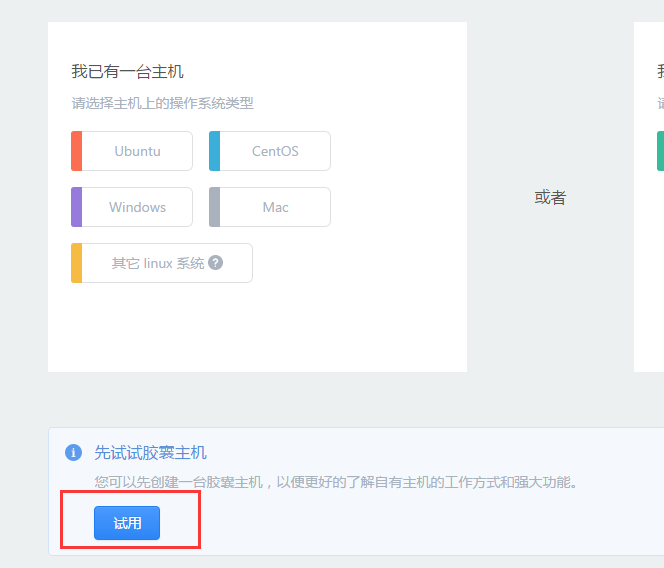 我已有一台主机
请选择主机上的操作系统类型
Ubuntu
CentOS
Windows
Mac
其它 linux 系统 ?
或者
先试试胶囊主机
您可以先创建一台胶囊主机，以便更好的了解自有主机的工作方式和强大功能。
试用